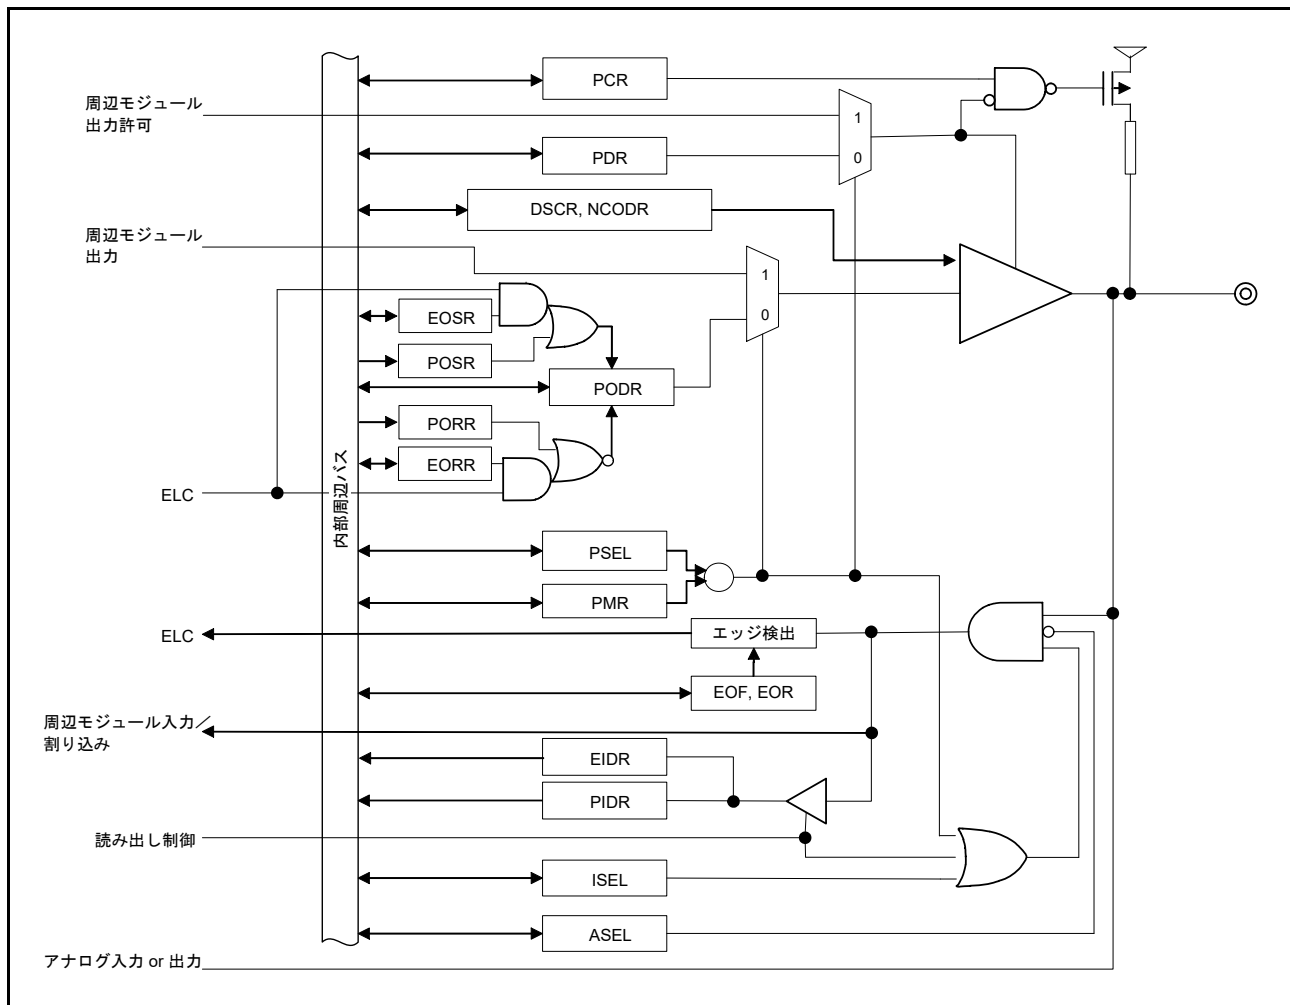 PCR
周辺モジュール
出力許可
1
PDR
0
DSCR, NCODR
周辺モジュール
出力
1
EOSR
0
POSR
PODR
PORR
EORR
ELC
内部周辺バス
PSEL
PMR
ELC
エッジ検出
EOF, EOR
周辺モジュール入力/
割り込み
EIDR
PIDR
読み出し制御
ISEL
ASEL
アナログ入力 or 出力